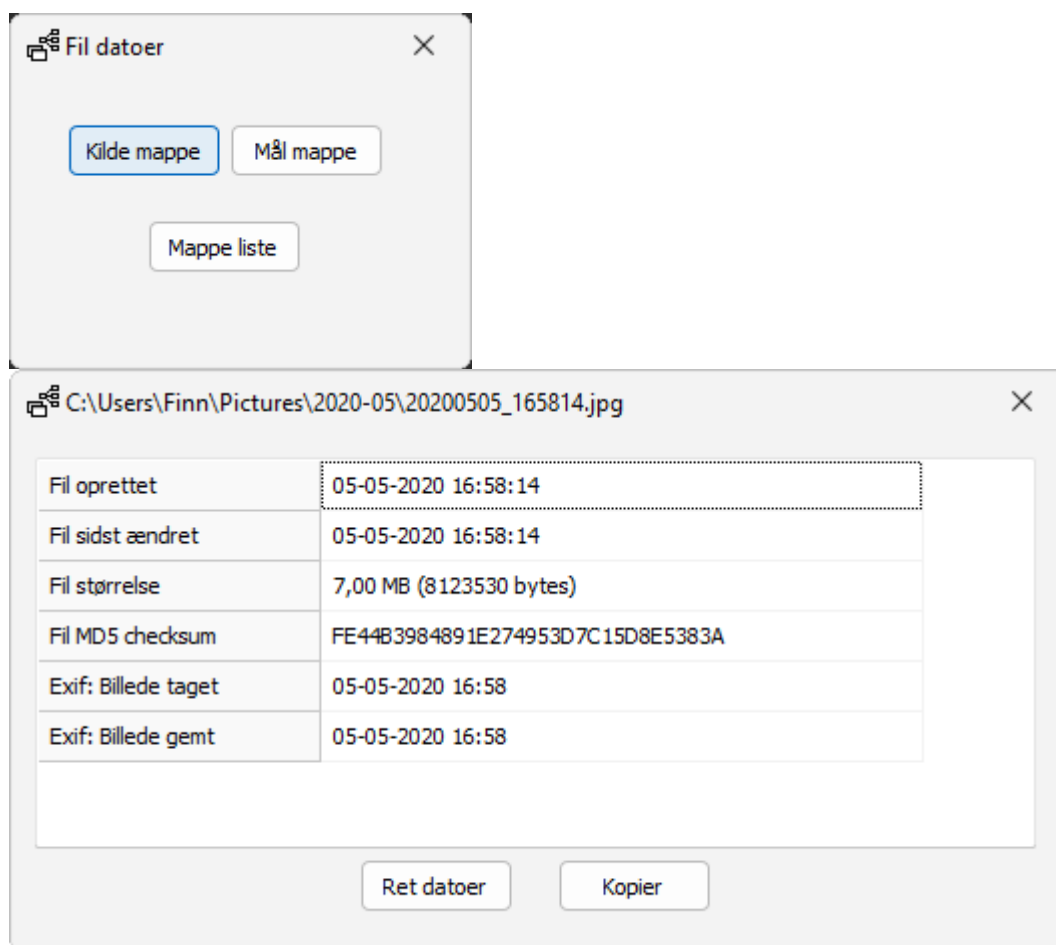 Fil datoer
Kilde mappe Mål mappe
Mappe liste
C:\Users\Finn\Pictures\2020-05\20200505_165814.jpg
Fil oprettet 05-05-2020 16:58:14
Fil sidst ændret 05-05-2020 16:58:14
Fil størrelse 7,00 MB (8123530 bytes)
Fil MD5 checksum FE44B3984891E274953D7C15D8E5383A
Exif: Billede taget 05-05-2020 16:58
Exif: Billede gemt 05-05-2020 16:58
Ret datoer Kopier